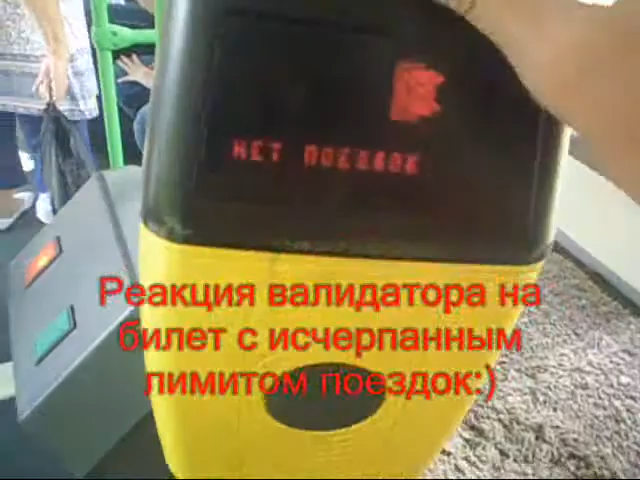 НЕТ ПОЕЗДОК
Реакция валидатора на
билет с исчерпанным
лимитом поездок:)